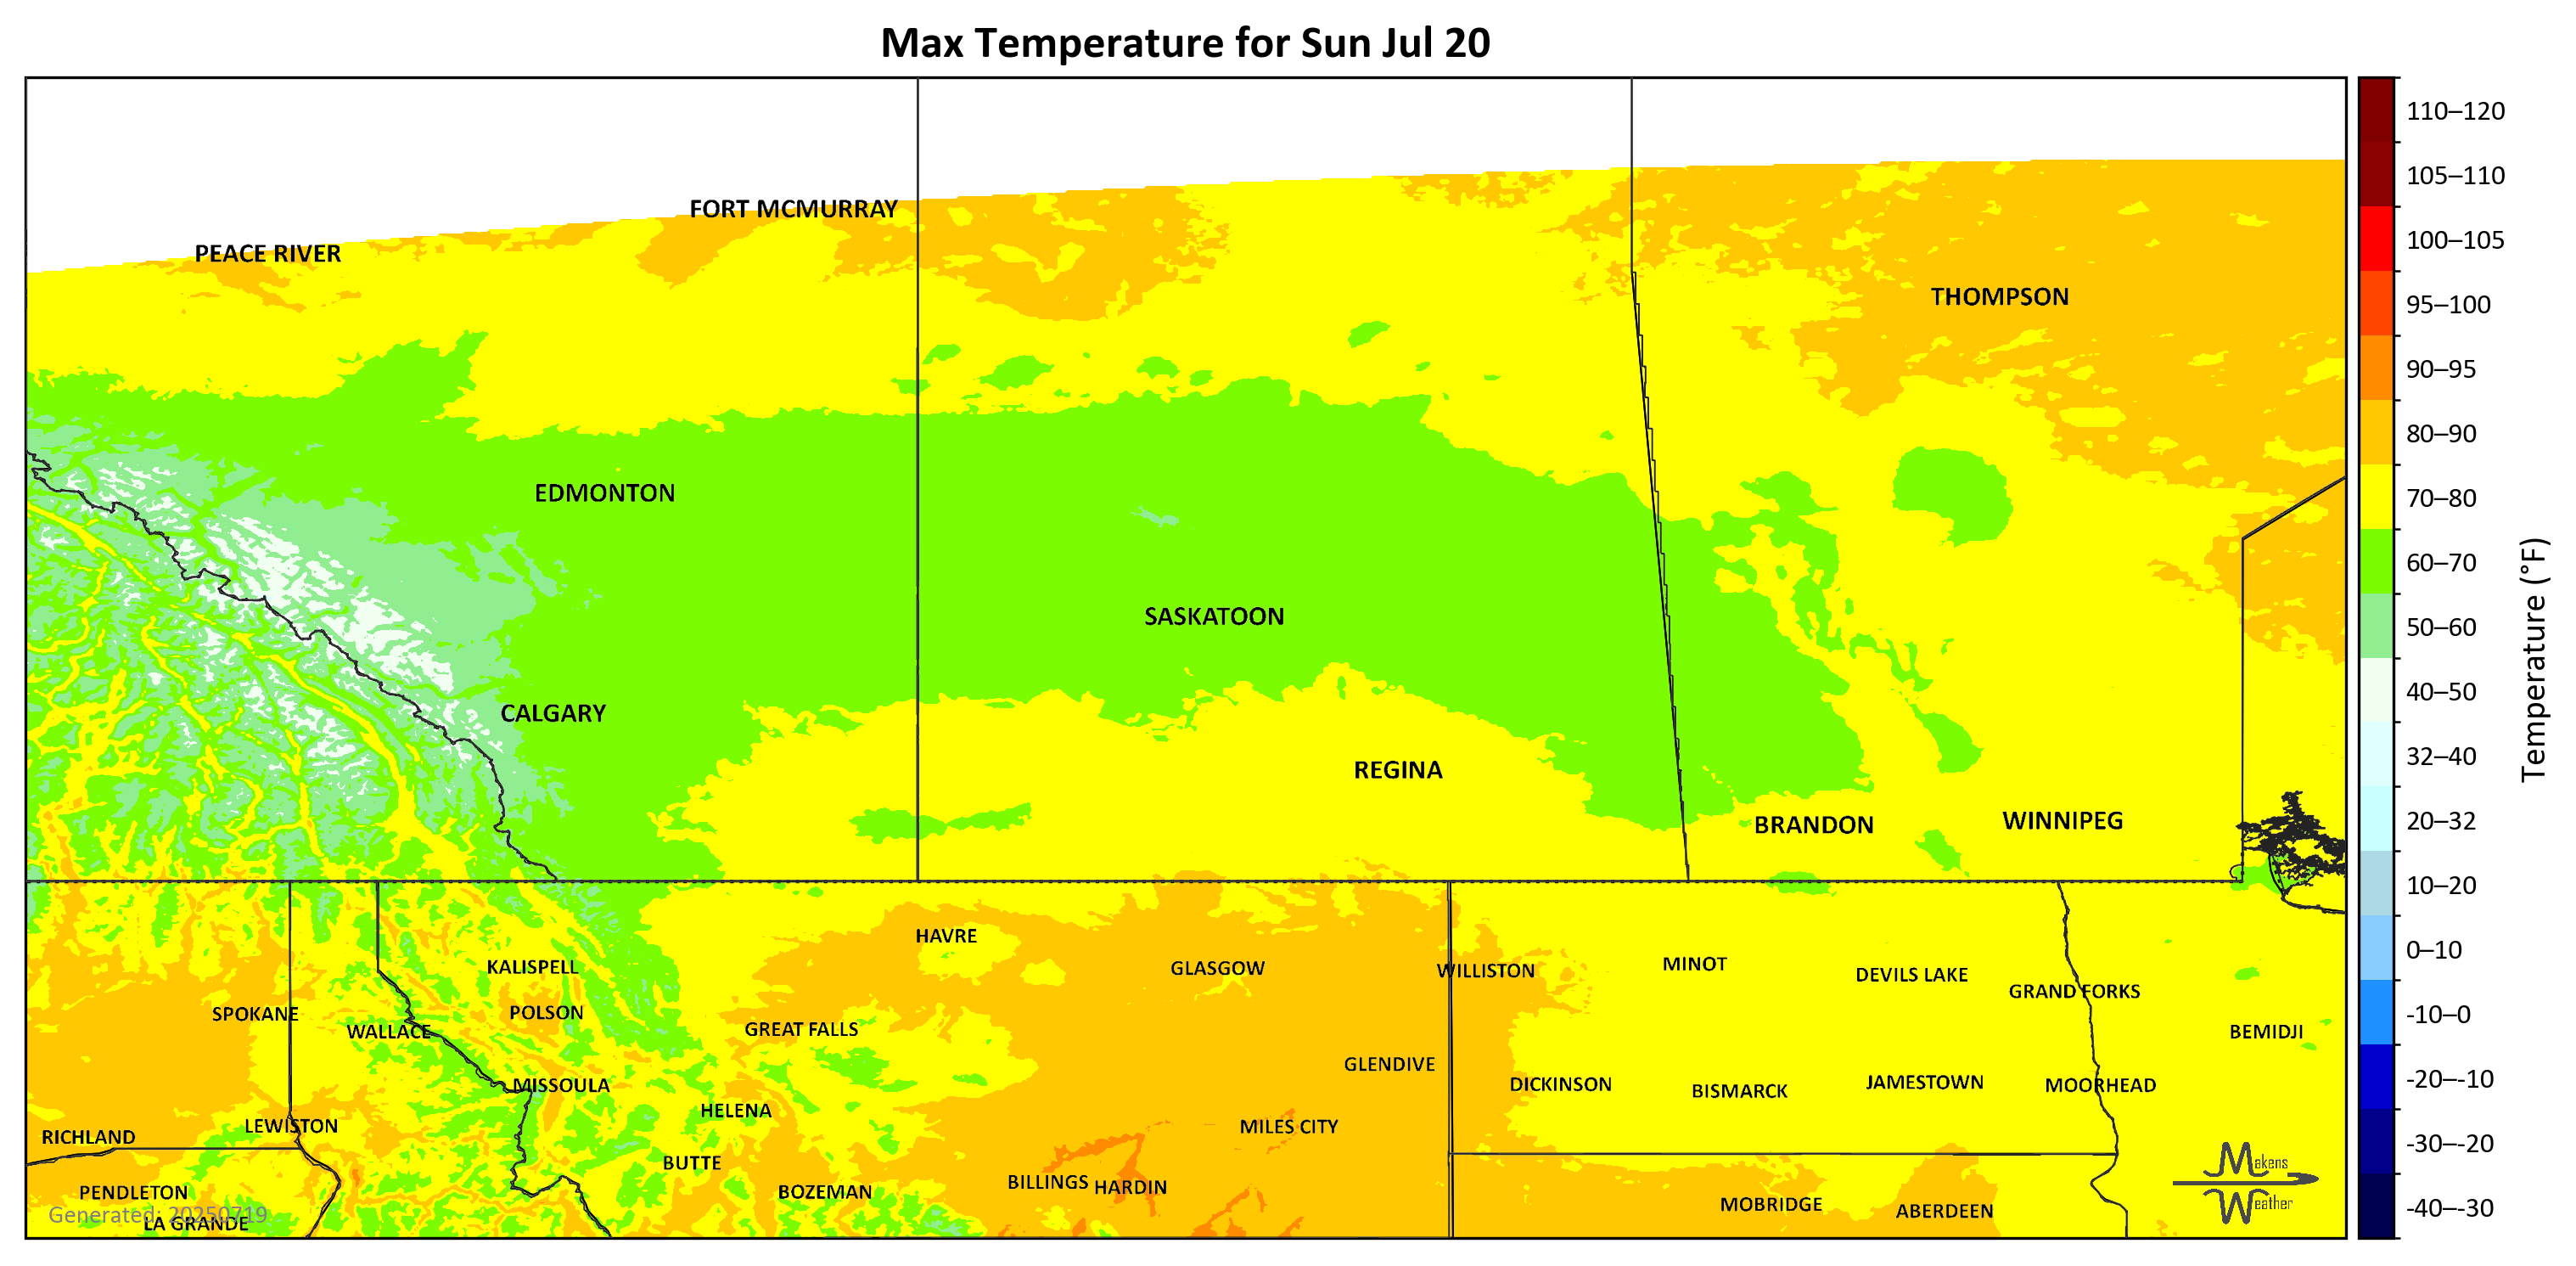 Max Temperature for Sun Jul 20
FORT MCMURRAY
PEACE RIVER
THOMPSON
EDMONTON
SASKATOON
CALGARY
REGINA
BRANDON
WINNIPEG
HAVRE
KALISPELL
GLASGOW
WILLISTON
MINOT
DEVILS LAKE
GRAND FORKS
SPOKANE
POLSON
WALLACE
GREAT FALLS
BEMIDJI
GLENDIVE
MISSOULA
DICKINSON
BISMARCK
JAMESTOWN
MOORHEAD
HELENA
LEWISTON
MILES CITY
RICHLAND
BUTTE
BILLINGS
HARDIN
PENDLETON
BOZEMAN
MOBRIDGE
ABERDEEN
LA GRANDE
Generated: 20250719
Makens
Weather
110–120
105–110
100–105
95–100
90–95
80–90
70–80
60–70
50–60
40–50
32–40
20–32
10–20
0–10
-10–0
-20–-10
-30–-20
-40–-30
Temperature (°F)